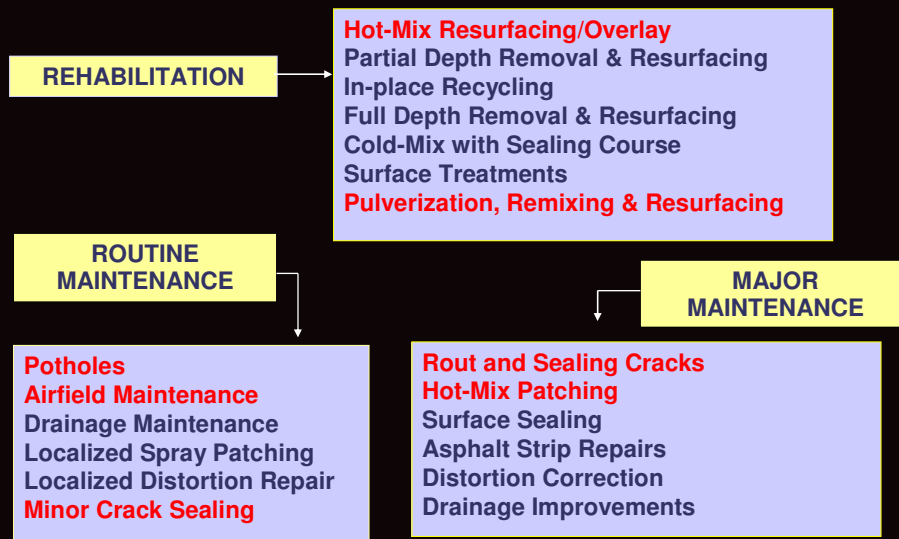 REHABILITATION
Hot-Mix Resurfacing/Overlay
Partial Depth Removal & Resurfacing
In-place Recycling
Full Depth Removal & Resurfacing
Cold-Mix with Sealing Course
Surface Treatments
Pulverization, Remixing & Resurfacing
ROUTINE
MAINTENANCE
Potholes
Airfield Maintenance
Drainage Maintenance
Localized Spray Patching
Localized Distortion Repair
Minor Crack Sealing
MAJOR
MAINTENANCE
Rout and Sealing Cracks
Hot-Mix Patching
Surface Sealing
Asphalt Strip Repairs
Distortion Correction
Drainage Improvements